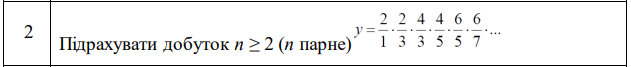 2
Підрахувати добуток n ≥ 2 (n парне) y = 2/1 · 2/3 · 4/3 · 4/5 · 6/5 · 6/7 · ...